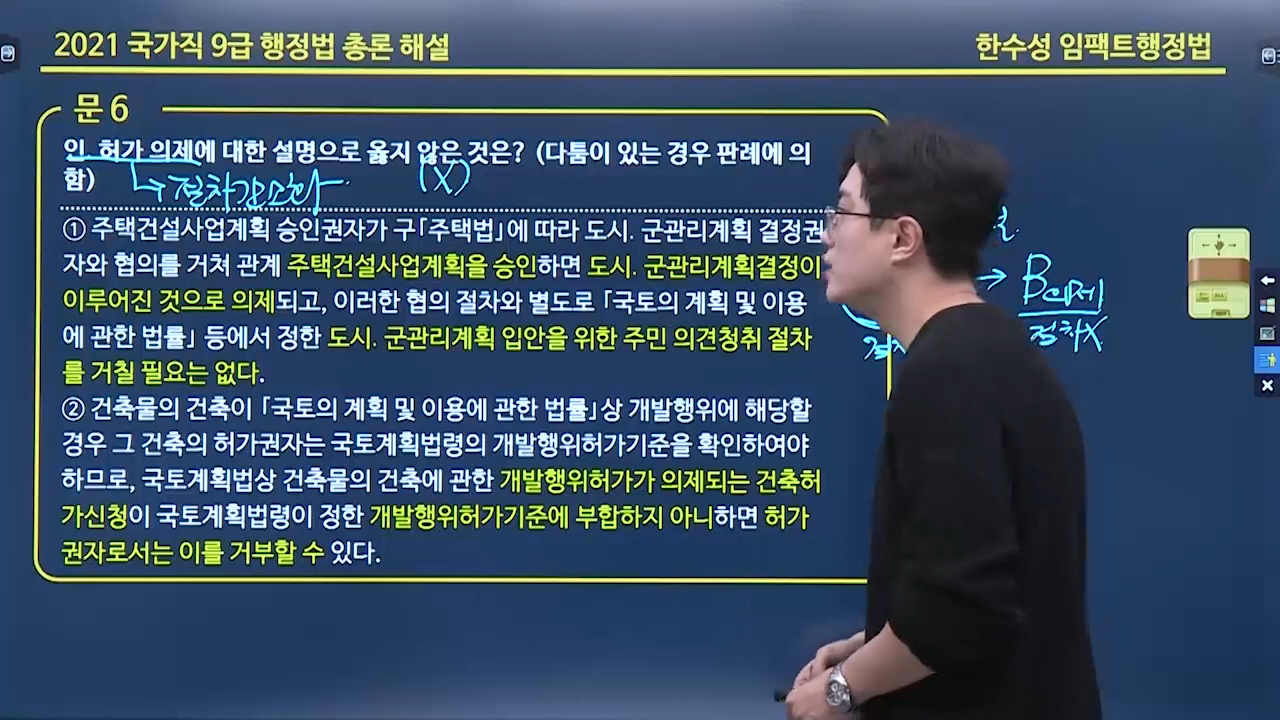 2021 국가직 9급 행정법 총론 해설
한수성 임팩트행정법
문 6
인‧허가 의제에 대한 설명으로 옳지 않은 것은? (다툼이 있는 경우 판례에 의
함)
절차간소화
(X)
① 주택건설사업계획 승인권자가 구「주택법」에 따라 도시‧군관리계획 결정권
자와 협의를 거쳐 관계 주택건설사업계획을 승인하면 도시‧군관리계획결정이
이루어진 것으로 의제되고, 이러한 협의 절차와 별도로 「국토의 계획 및 이용
에 관한 법률」 등에서 정한 도시‧군관리계획 입안을 위한 주민 의견청취 절차
를 거칠 필요는 없다.
② 건축물의 건축이 「국토의 계획 및 이용에 관한 법률」상 개발행위에 해당할
경우 그 건축의 허가권자는 국토계획법령의 개발행위허가기준을 확인하여야
하므로, 국토계획법상 건축물의 건축에 관한 개발행위허가가 의제되는 건축허
가신청이 국토계획법령이 정한 개발행위허가기준에 부합하지 아니하면 허가
권자로서는 이를 거부할 수 있다.
→ B의제
절차X